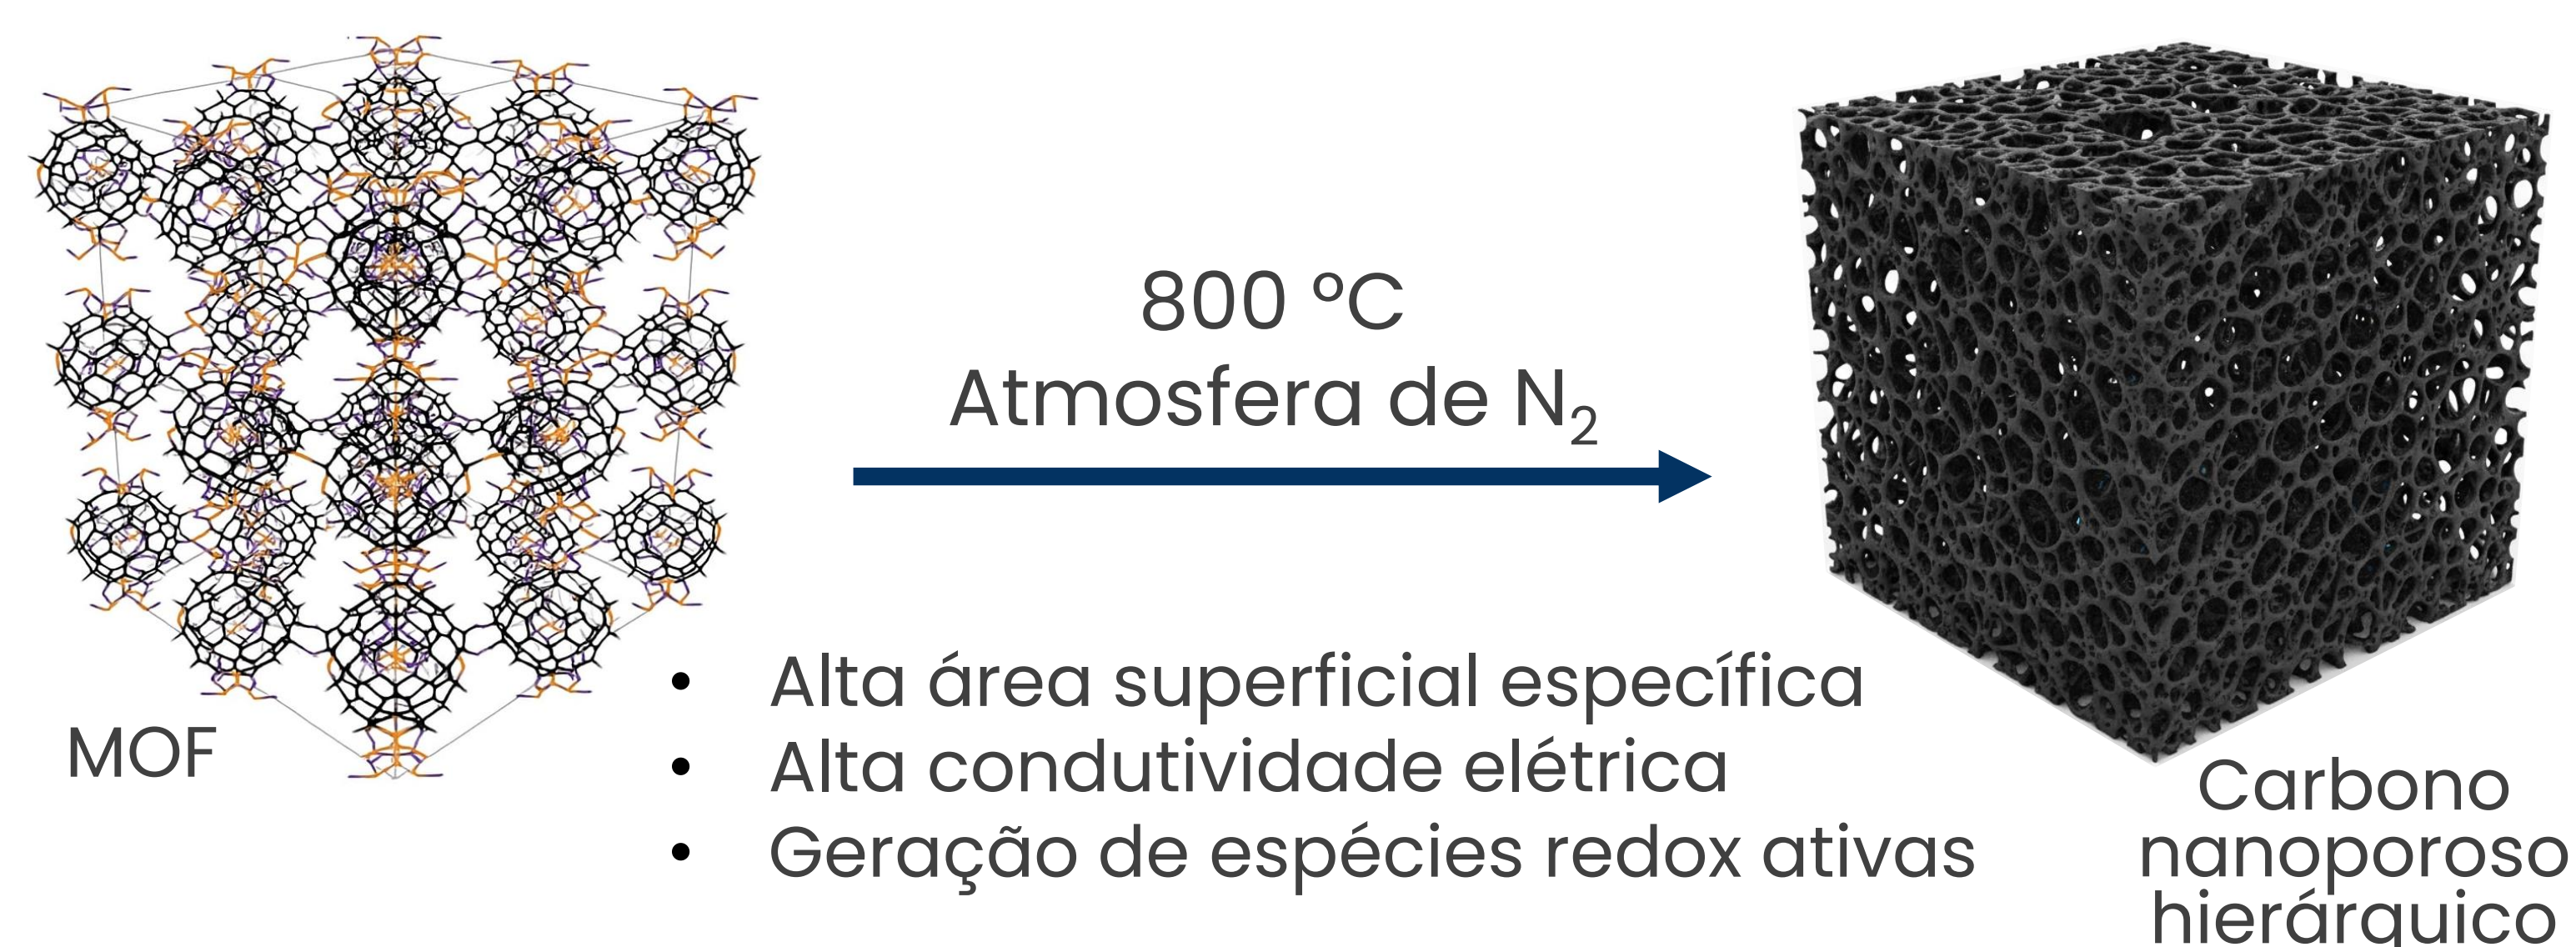 800 °C
Atmosfera de N₂
MOF
• Alta área superficial específica
• Alta condutividade elétrica
• Geração de espécies redox ativas
Carbono
nanoporoso
hierárquico